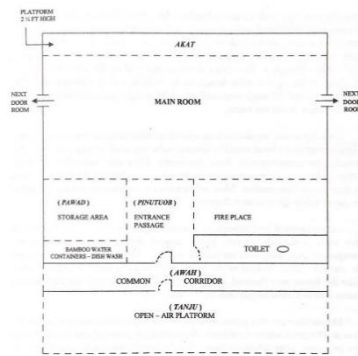 PLATFORM
2 ½ FT HIGH
AKAT
NEXT
DOOR
ROOM
MAIN ROOM
NEXT
DOOR
ROOM
(PAWAD)
STORAGE AREA
(PINUTUOB)
ENTRANCE
PASSAGE
FIRE PLACE
BAMBOO WATER
CONTAINERS – DISH WASH
TOILET
(AWAH)
COMMON CORRIDOR
(TANJU)
OPEN – AIR PLATFORM